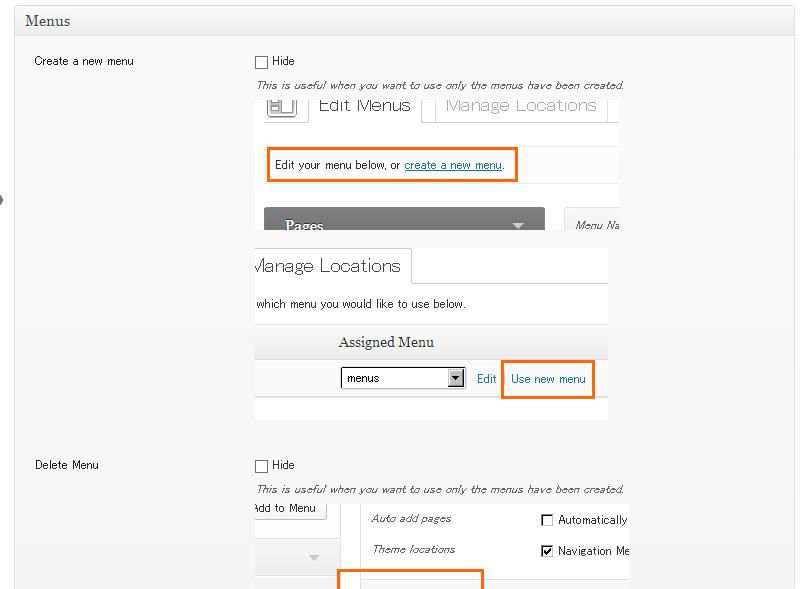 Menus
Create a new menu
Hide
This is useful when you want to use only the menus have been created.
Edit Menus
Manage Locations
Edit your menu below, or create a new menu.
Pages
Menu Na
Manage Locations
which menu you would like to use below.
Assigned Menu
menus Edit Use new menu
Delete Menu
Hide
This is useful when you want to use only the menus have been created.
Add to Menu
Auto add pages
Automatically
Theme locations
Navigation Me